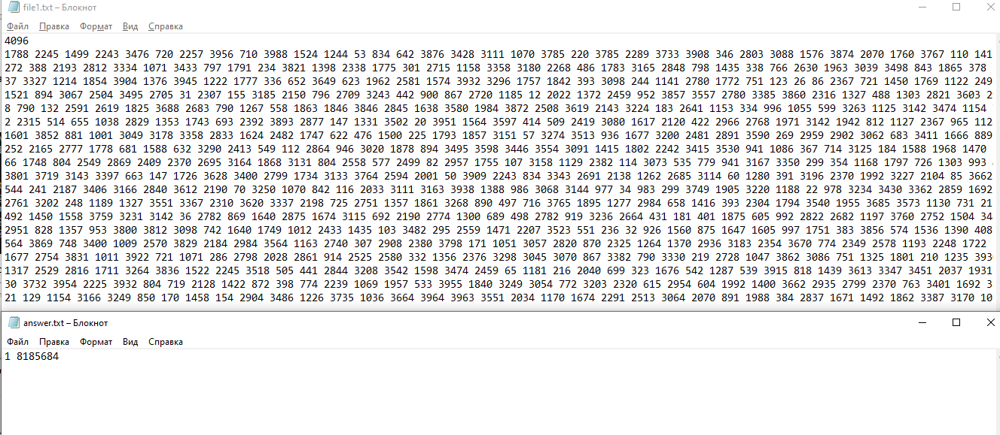 file1.txt – Блокнот
Файл Правка Формат Вид Справка
4096
1788 2245 1499 2243 3476 720 2257 3956 710 3988 1524 1244 53 834 642 3876 3428 3111 1070 3785 220 3785 2289 3733 3908 346 2803 3088 1576 3874 2070 1760 3767 110 141
272 388 2193 2812 3334 1071 3433 797 1791 234 3821 1398 2338 1775 301 2715 1158 3358 3180 2268 486 1783 3165 2848 798 1435 338 766 2630 1963 3039 3498 843 1865 378
37 3327 1214 1854 3904 1376 3945 1222 1777 336 652 3649 623 1962 2581 1574 3932 3296 1757 1842 393 3098 244 1141 2780 1772 751 123 26 86 2367 721 1450 1769 1122 249
1521 894 3067 2504 3495 2705 31 2307 155 3185 2150 796 2709 3243 442 900 867 2720 1185 12 2022 1372 2459 952 3857 3557 2780 3385 3860 2316 1327 488 1303 2821 3603
8 790 132 2591 2619 1825 3688 2683 790 1267 558 1863 1846 3846 2845 1638 3580 1984 3872 2508 3619 2143 3224 183 2641 1153 334 996 1055 599 3263 1125 3142 3474 1154
2 2315 514 655 1038 2829 1353 1743 693 2392 3893 2877 147 1331 3502 20 3951 1564 3597 414 509 2419 3080 1617 2120 422 2966 2768 1971 3142 1942 812 1127 2367 965 112
1601 3852 881 1001 3049 3178 3358 2833 1624 2482 1747 622 476 1500 225 1793 1857 3151 57 3274 3513 936 1677 3200 2481 2891 3590 269 2959 2902 3062 683 3411 1666 889
252 2165 2777 1778 681 1588 632 3290 2413 549 112 2864 946 3020 1878 894 3495 3598 3446 3554 3091 1415 1802 2242 3415 3530 941 1086 367 714 3125 184 1588 1968 1470
66 1748 804 2549 2869 2409 2370 2695 3164 1868 3131 804 2558 577 2499 82 2957 1755 107 3158 1129 2382 114 3073 535 779 941 3167 3350 299 354 1168 1797 726 1303 993
3801 3719 3143 3397 663 147 1726 3628 3400 2799 1734 3133 3764 2594 2001 50 3909 2243 834 3343 2691 2138 1262 2685 3114 60 1280 391 3196 2370 1992 3227 2104 85 3662
544 241 2187 3406 3166 2840 3612 2190 70 3250 1070 842 116 2033 3111 3163 3938 1388 986 3068 3144 977 34 983 299 3749 1905 3220 1188 22 978 3234 3430 3362 2859 1692
2761 3202 248 1189 1327 3551 3367 2310 3620 3337 2198 725 2751 1357 1861 3268 890 497 716 3765 1895 1277 2984 658 1416 393 2304 1794 3540 1955 3685 3573 1130 731 21
492 1450 1558 3759 3231 3142 36 2782 869 1640 2875 1674 3115 692 2190 2774 1300 689 498 2782 919 3236 2664 431 181 401 1875 605 992 2822 2682 1197 3760 2752 1504 34
2951 828 1357 953 3800 3812 3098 742 1640 1749 1012 2433 1435 103 3482 295 2559 1471 2207 3523 551 236 32 926 1560 875 1647 1605 997 1751 383 3856 574 1536 1390 408
564 3869 748 3400 1009 2570 3829 2184 2984 3564 1163 2740 307 2908 2380 3798 171 1051 3057 2820 870 2325 1264 1370 2936 3183 2354 3670 774 2349 2578 1193 2248 1722
1677 2754 3831 1011 3922 721 1071 286 2798 2028 2861 914 2525 2580 332 1356 2376 3298 3045 3070 867 3382 790 3330 219 2728 1047 3862 3086 751 1325 1801 210 1235
1317 2529 2816 1711 3264 3836 1522 2245 3518 505 441 2844 3208 3542 1598 3474 2459 65 1181 216 2040 699 323 1676 542 1287 539 3915 818 1439 3613 3347 3451 2037 1931
30 3732 3954 2225 3932 804 719 2128 1422 872 398 774 2239 1069 1957 533 3955 1840 3249 3054 772 3203 2320 615 2954 604 1992 1400 3662 2935 2799 2370 763 3401 1692 3
21 129 1154 3166 3249 850 170 1458 154 2904 3486 1226 3735 1036 3664 3964 3963 3551 2034 1170 1674 2291 2513 3064 2070 891 1988 384 2837 1671 1492 1862 3387 3170 10
answer.txt – Блокнот
Файл Правка Формат Вид Справка
1 8185684